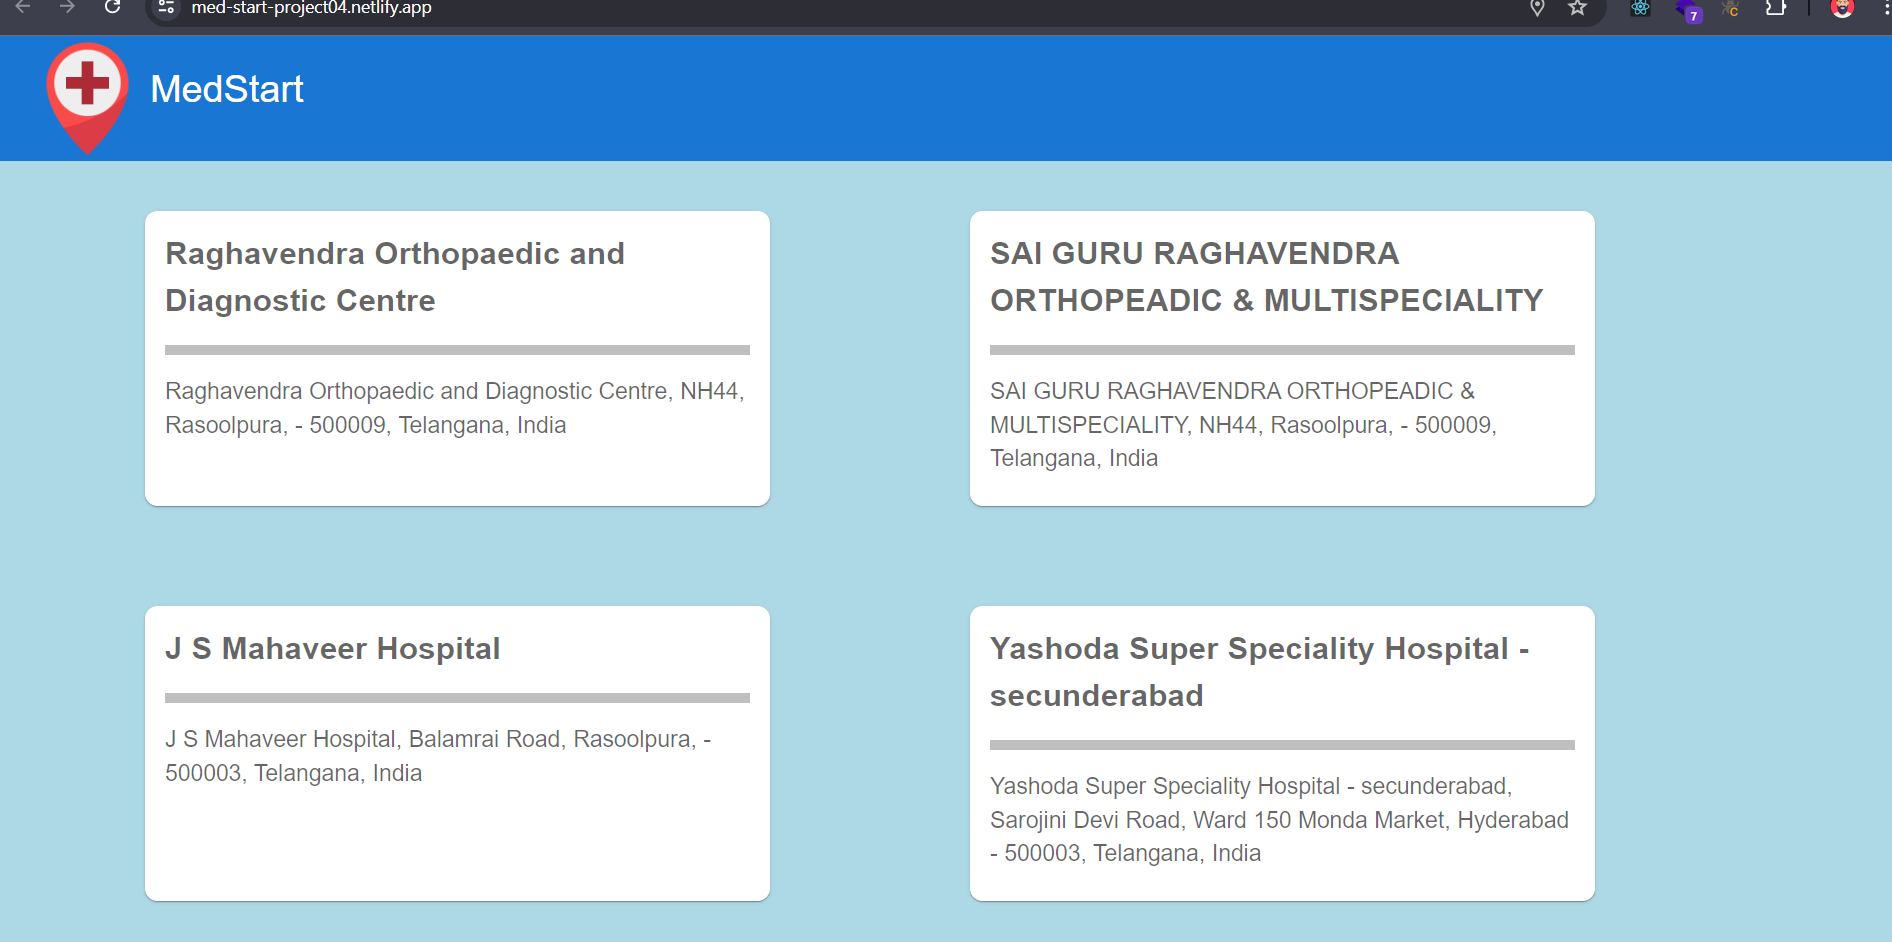 med-start-project04.netlify.app
7
C
MedStart
Raghavendra Orthopaedic and
Diagnostic Centre
Raghavendra Orthopaedic and Diagnostic Centre, NH44,
Rasoolpura, - 500009, Telangana, India
SAI GURU RAGHAVENDRA
ORTHOPEADIC & MULTISPECIALITY
SAI GURU RAGHAVENDRA ORTHOPEADIC &
MULTISPECIALITY, NH44, Rasoolpura, - 500009,
Telangana, India
J S Mahaveer Hospital
J S Mahaveer Hospital, Balamrai Road, Rasoolpura, -
500003, Telangana, India
Yashoda Super Speciality Hospital -
secunderabad
Yashoda Super Speciality Hospital - secunderabad,
Sarojini Devi Road, Ward 150 Monda Market, Hyderabad
- 500003, Telangana, India